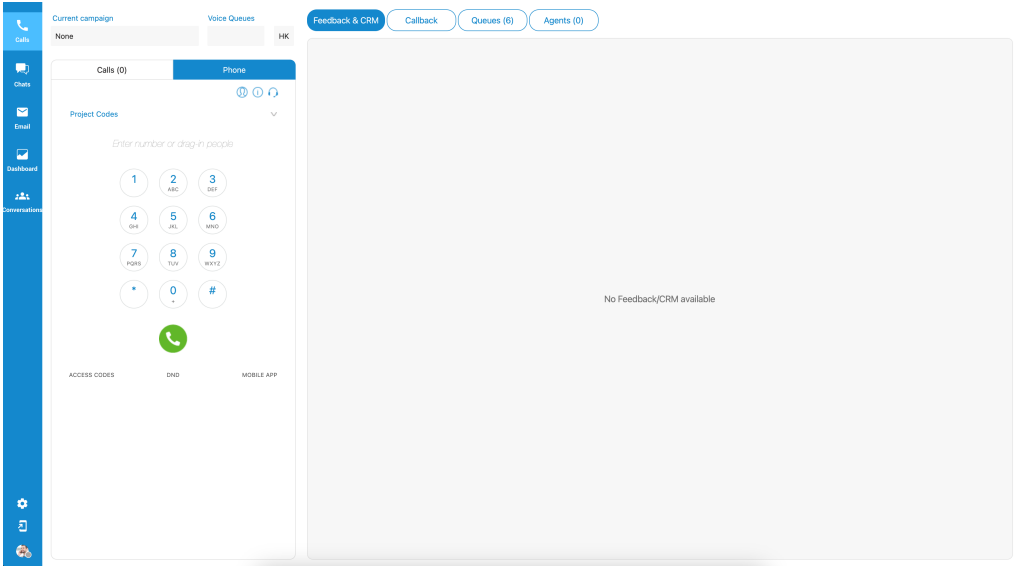 Calls
Chats
Email
Dashboard
Conversations
Current campaign
Voice Queues
None
HK
Calls (0)
Phone
Project Codes
Enter number or drag-in people
1
2
ABC
3
DEF
4
GHI
5
JKL
6
MNO
7
PQRS
8
TUV
9
WXYZ
*
0
+
#
ACCESS CODES
DND
MOBILE APP
Feedback & CRM
Callback
Queues (6)
Agents (0)
No Feedback/CRM available